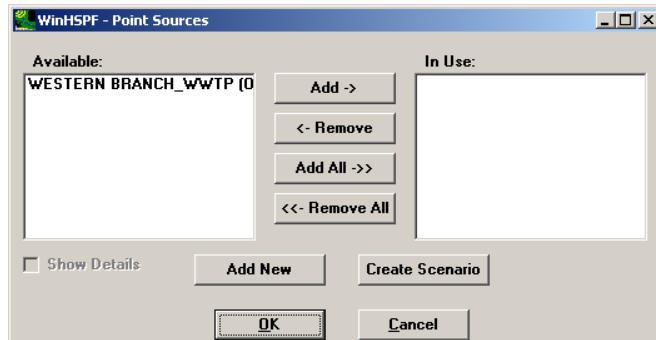 WinHSPF - Point Sources
Available:
In Use:
WESTERN BRANCH_WWTP (0
Add ->
<- Remove
Add All ->>
<<- Remove All
Show Details
Add New
Create Scenario
OK
Cancel